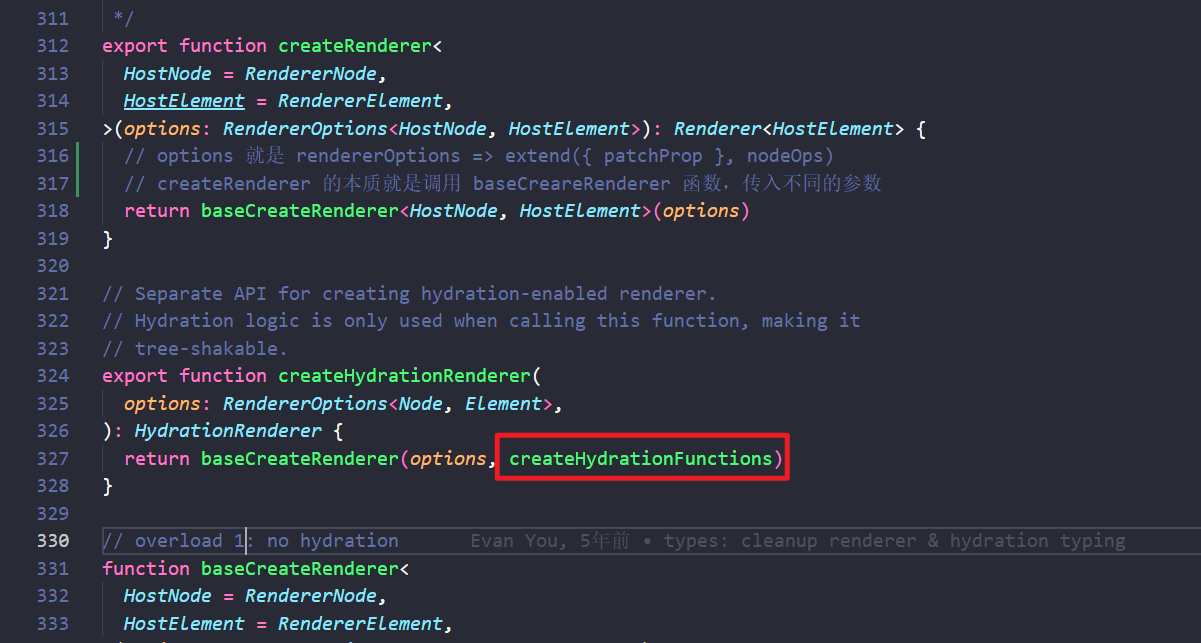 311 */
312 export function createRenderer<
313 HostNode = RendererNode,
314 HostElement = RendererElement,
315 >(options: RendererOptions<HostNode, HostElement>): Renderer<HostElement> {
316 // options 就是 rendererOptions => extend({ patchProp }, nodeOps)
317 // createRenderer 的本质就是调用 baseCreareRenderer 函数，传入不同的参数
318 return baseCreateRenderer<HostNode, HostElement>(options)
319 }
320
321 // Separate API for creating hydration-enabled renderer.
322 // Hydration logic is only used when calling this function, making it
323 // tree-shakable.
324 export function createHydrationRenderer(
325 options: RendererOptions<Node, Element>,
326 ): HydrationRenderer {
327 return baseCreateRenderer(options, createHydrationFunctions)
328 }
329
330 // overload 1: no hydration Evan You, 5年前 • types: cleanup renderer & hydration typing
331 function baseCreateRenderer<
332 HostNode = RendererNode,
333 HostElement = RendererElement,